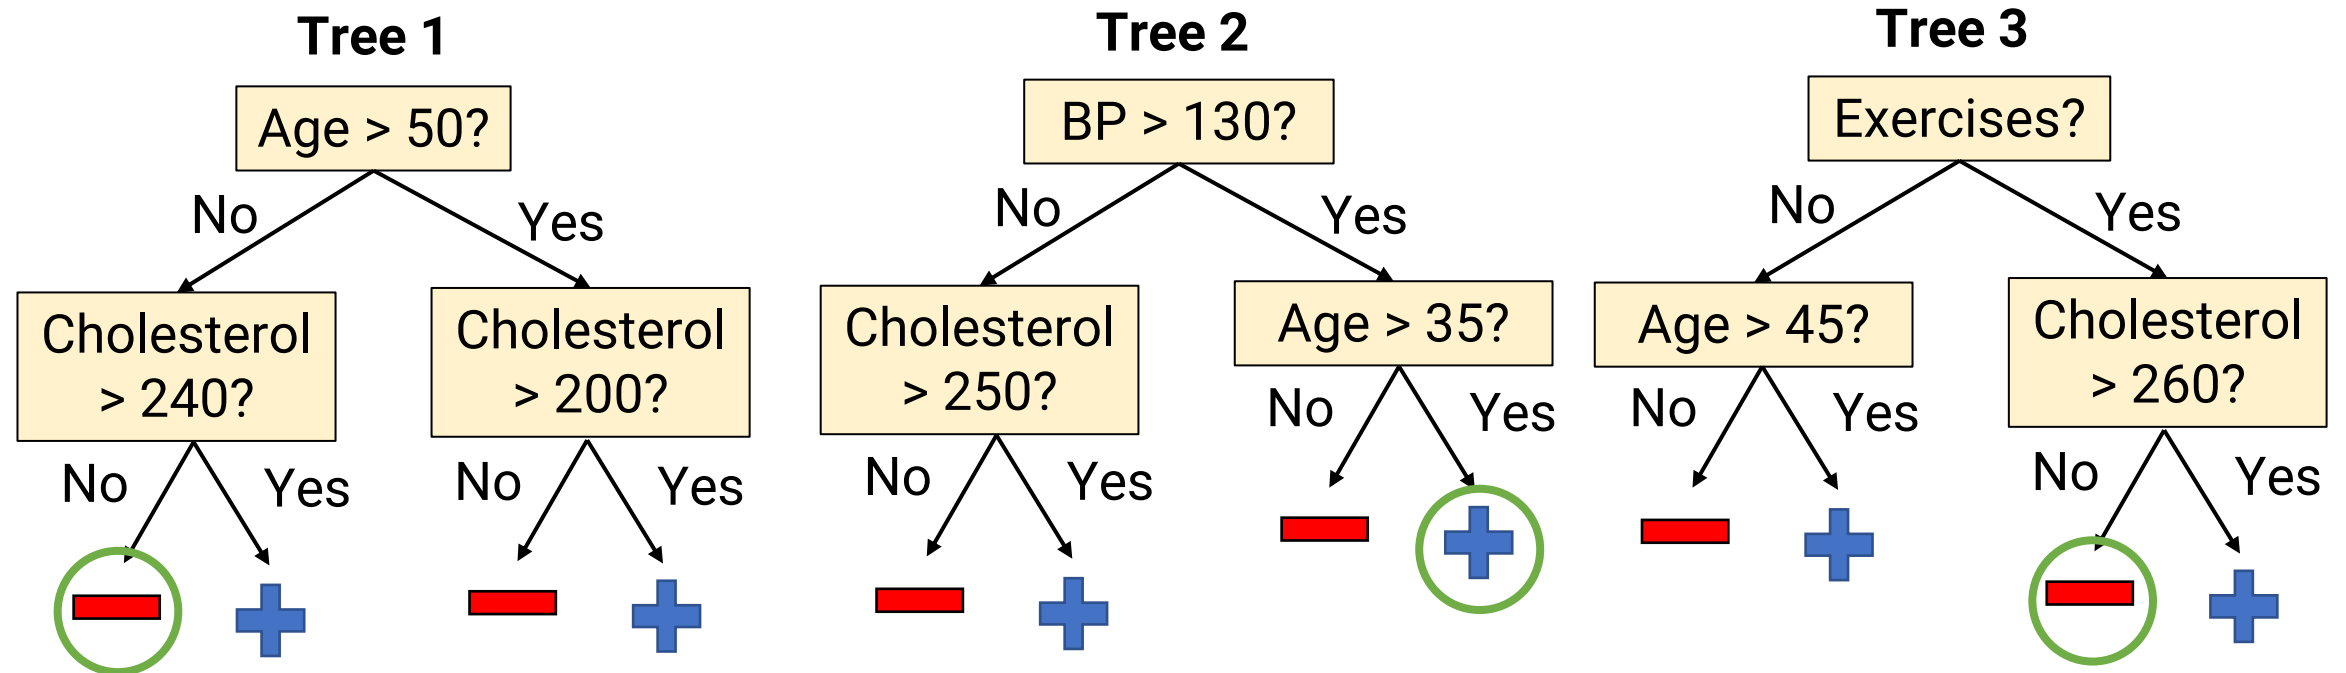 Tree 1
Age > 50?
No
Yes
Cholesterol
> 240?
Cholesterol
> 200?
No
Yes
No
Yes
Tree 2
BP > 130?
No
Yes
Cholesterol
> 250?
Age > 35?
No
Yes
No
Yes
Tree 3
Exercises?
No
Yes
Age > 45?
Cholesterol
> 260?
No
Yes
No
Yes